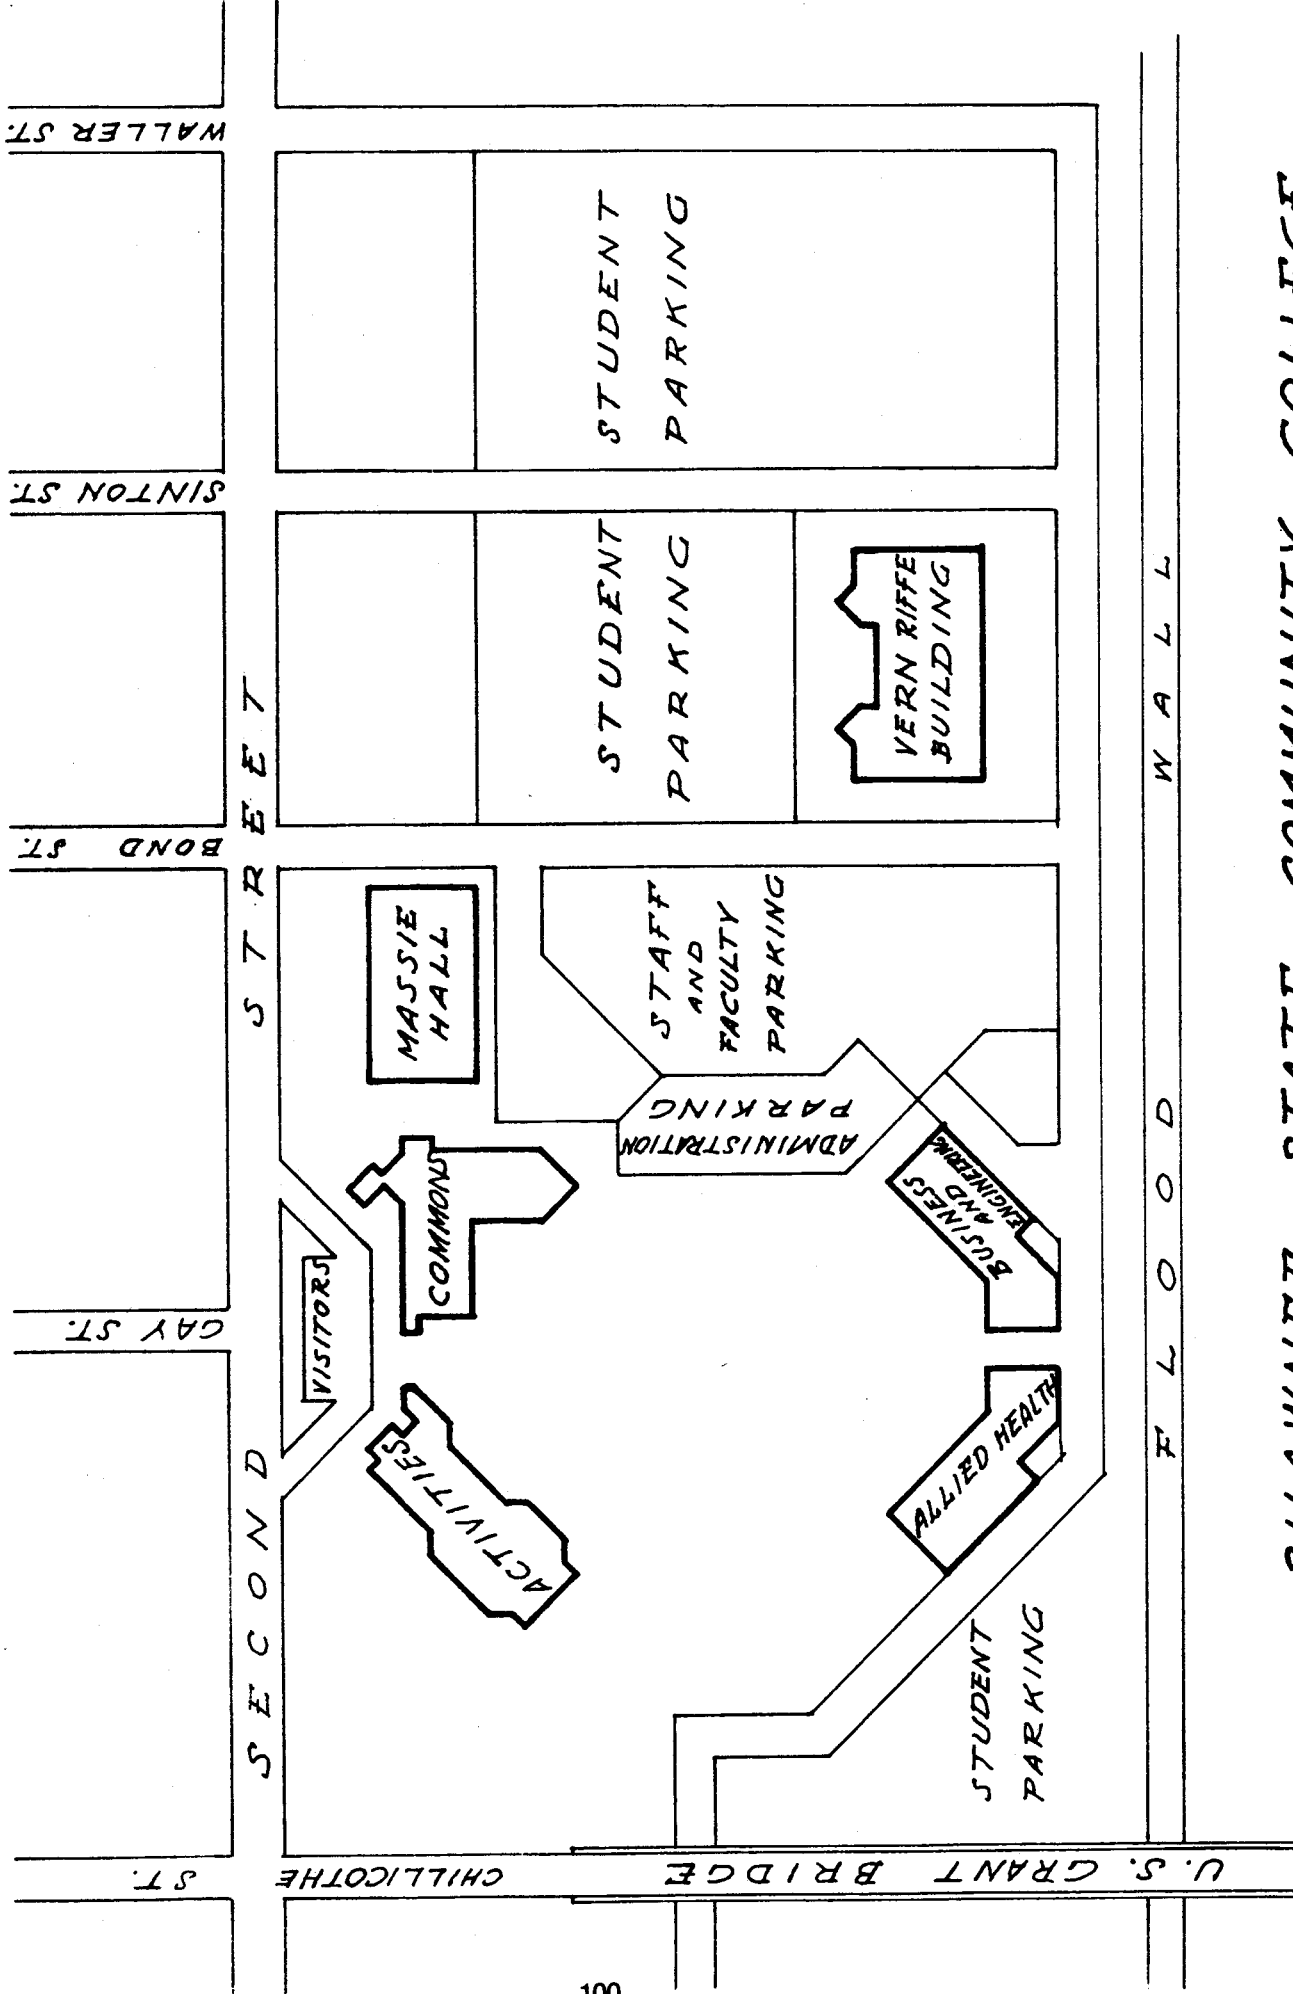 WALLER ST.
SINTON ST.
BOND ST.
GAY ST.
CHILLICOTHE ST.
SECOND STREET
STUDENT
PARKING
STUDENT
PARKING
VERN RIFFE
BUILDING
MASSIE
HALL
STAFF
AND
FACULTY
PARKING
ADMINISTRATION
PARKING
COMMONS
VISITORS
ACTIVITIES
BUSINESS
AND
ENGINEERING
ALLIED HEALTH
STUDENT
PARKING
FLOOD WALL
U.S. GRANT BRIDGE
100